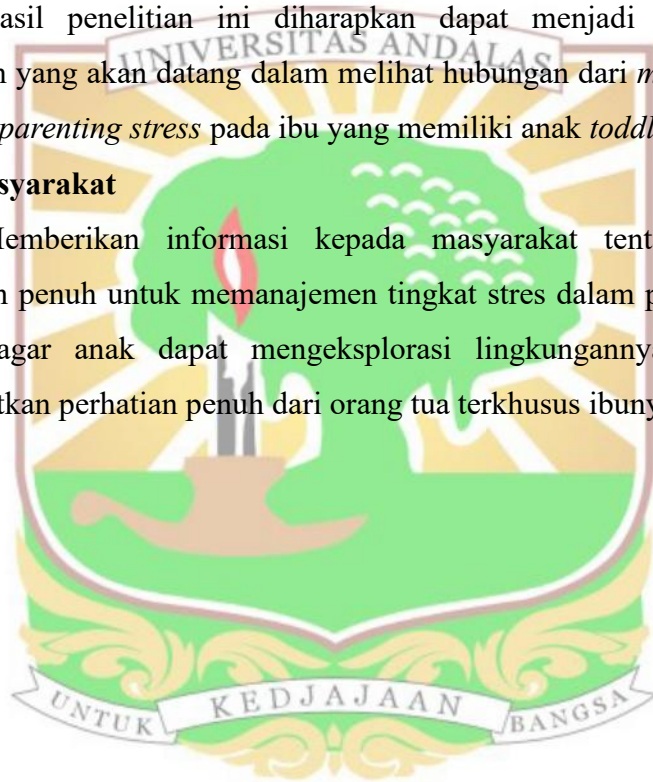 asil penelitian ini diharapkan dapat menjadi
UNIVERSITAS ANDALAS
n yang akan datang dalam melihat hubungan dari
parenting stress pada ibu yang memiliki anak toddl
syarakat
Memberikan informasi kepada masyarakat tent
n penuh untuk memanajemen tingkat stres dalam p
agar anak dapat mengeksplorasi lingkungannya
tkan perhatian penuh dari orang tua terkhusus ibuny
UNTUK KEDJAJAAN BANGSA